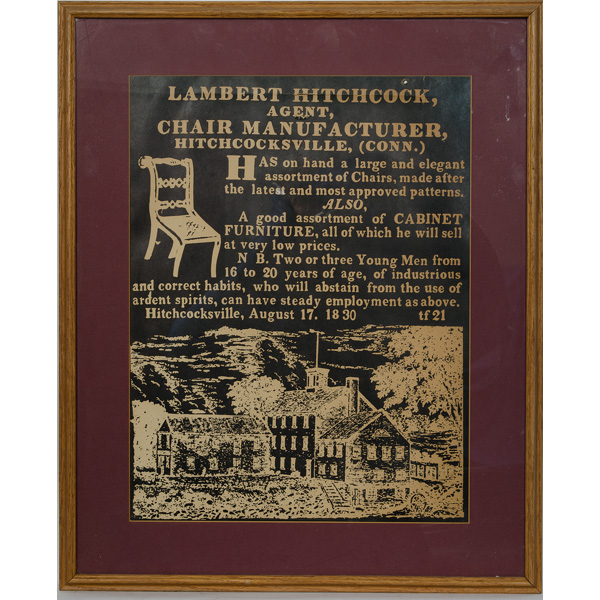 LAMBERT HITCHCOCK,
AGENT,
CHAIR MANUFACTURER,
HITCHCOCKSVILLE, (CONN.)
HAS on hand a large and elegant
assortment of Chairs, made after
the latest and most approved patterns.
ALSO,
A good assortment of CABINET
FURNITURE, all of which he will sell
at very low prices.
N B. Two or three Young Men from
16 to 20 years of age, of industrious
and correct habits, who will abstain from the use of
ardent spirits, can have steady employment as above.
Hitchcocksville, August 17. 1830 tf 21